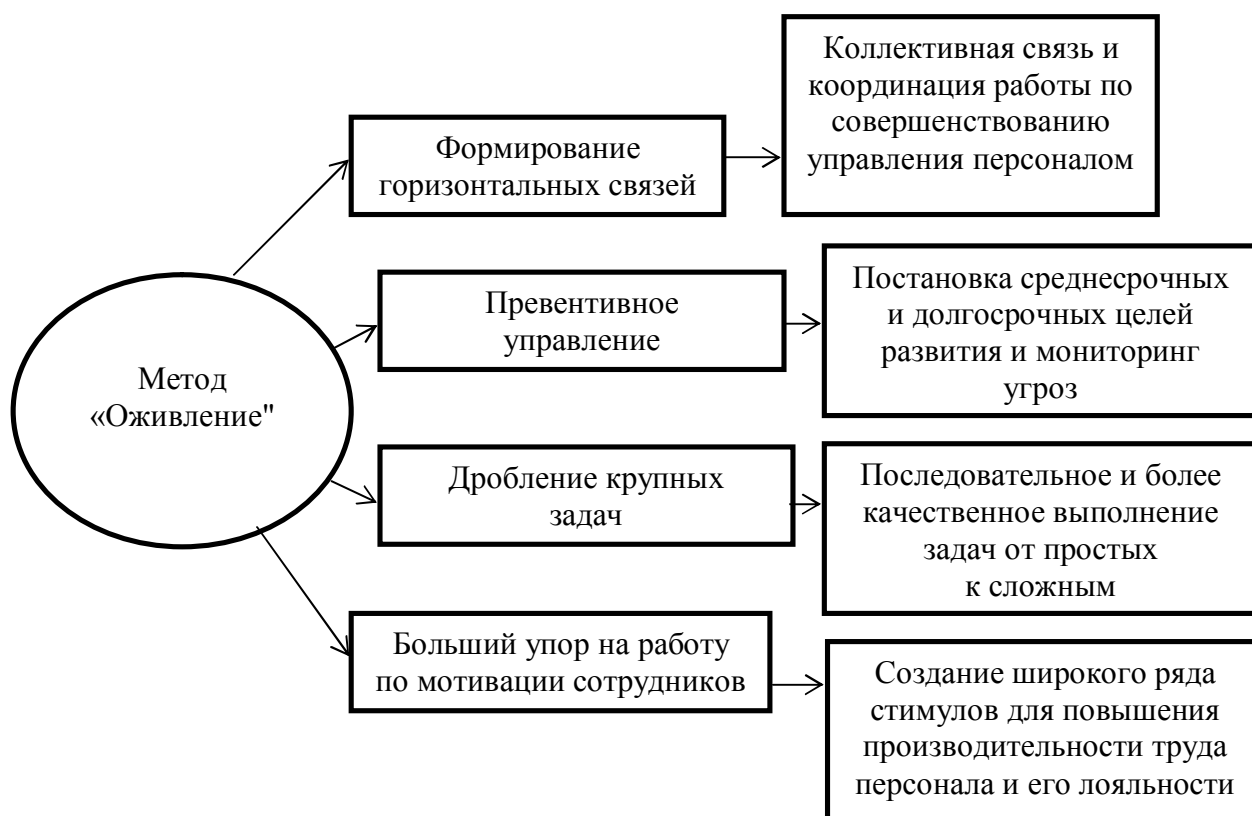 Метод
«Оживление"
Формирование
горизонтальных связей
Коллективная связь и
координация работы по
совершенствованию
управления персоналом
Превентивное
управление
Постановка среднесрочных
и долгосрочных целей
развития и мониторинг
угроз
Дробление крупных
задач
Последовательное и более
качественное выполнение
задач от простых
к сложным
Больший упор на работу
по мотивации сотрудников
Создание широкого ряда
стимулов для повышения
производительности труда
персонала и его лояльности